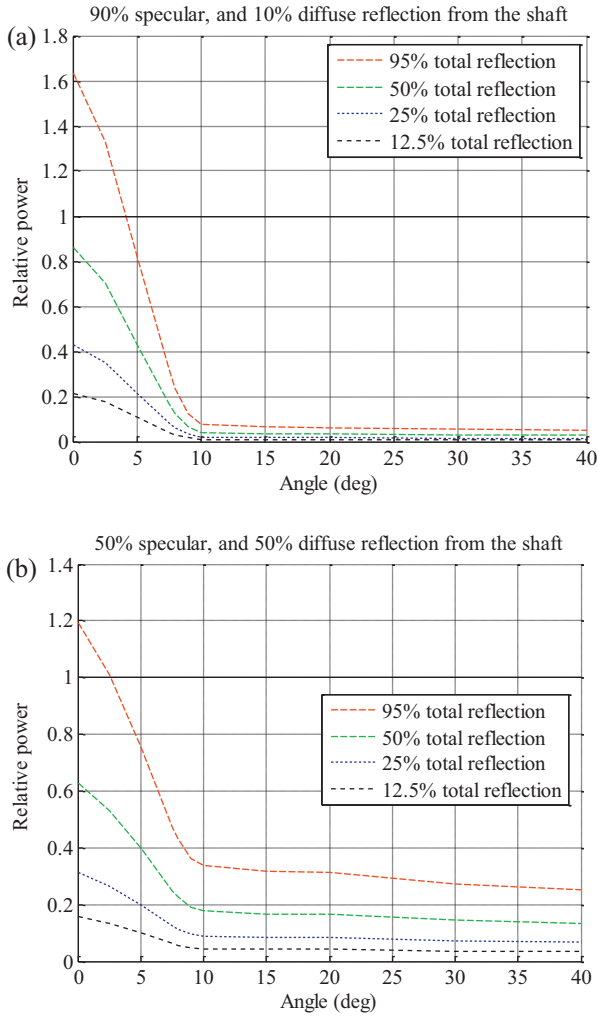 90% specular, and 10% diffuse reflection from the shaft
(a)
1.8
1.6
1.4
1.2
1
0.8
0.6
0.4
0.2
0
Relative power
95% total reflection
50% total reflection
25% total reflection
12.5% total reflection
0 5 10 15 20 25 30 35 40
Angle (deg)
50% specular, and 50% diffuse reflection from the shaft
(b)
1.4
1.2
1
0.8
0.6
0.4
0.2
0
Relative power
95% total reflection
50% total reflection
25% total reflection
12.5% total reflection
0 5 10 15 20 25 30 35 40
Angle (deg)